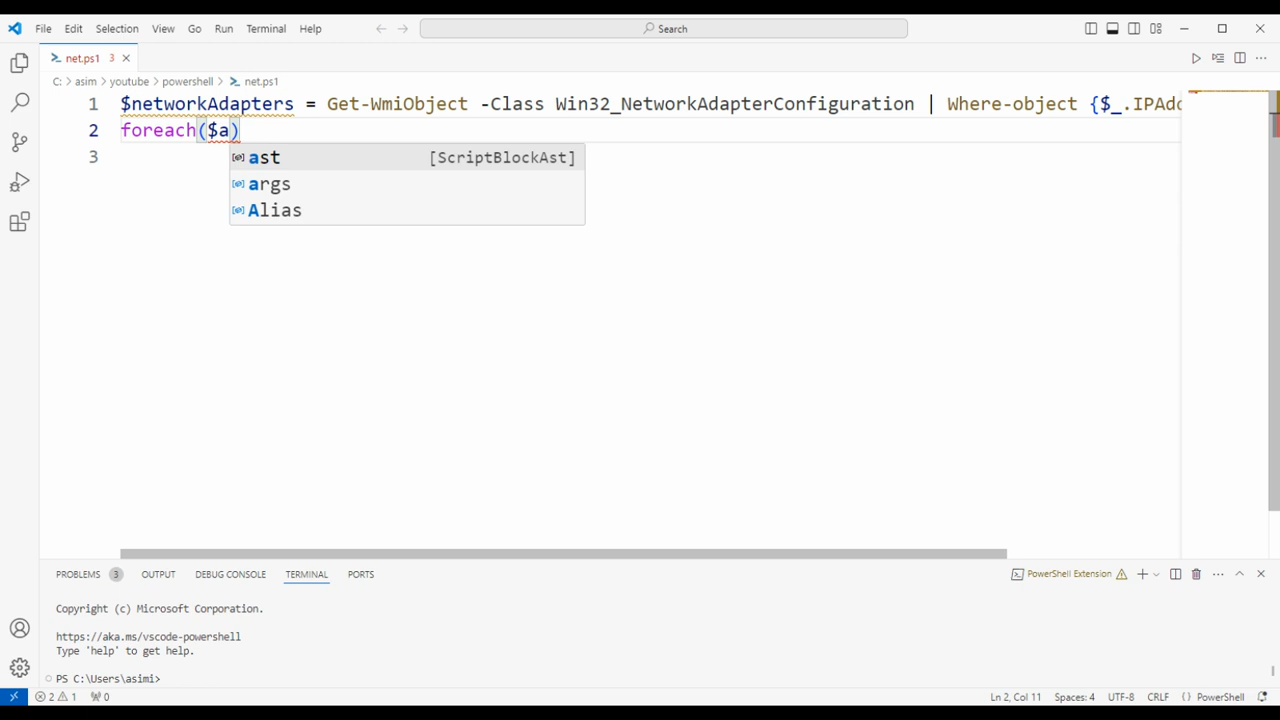 File Edit Selection View Go Run Terminal Help Search
net.ps1 3
C: > asim > youtube > powershell > net.ps1
1 $networkAdapters = Get-WmiObject -Class Win32_NetworkAdapterConfiguration | Where-object {$_.IPAdd
2 foreach($a)
3
ast [ScriptBlockAst]
args
Alias
PROBLEMS 3 OUTPUT DEBUG CONSOLE TERMINAL PORTS PowerShell Extension
Copyright (c) Microsoft Corporation.
https://aka.ms/vscode-powershell
Type 'help' to get help.
PS C:\Users\asimi>
2 1 0 Ln 2, Col 11 Spaces: 4 UTF-8 CRLF {} PowerShell